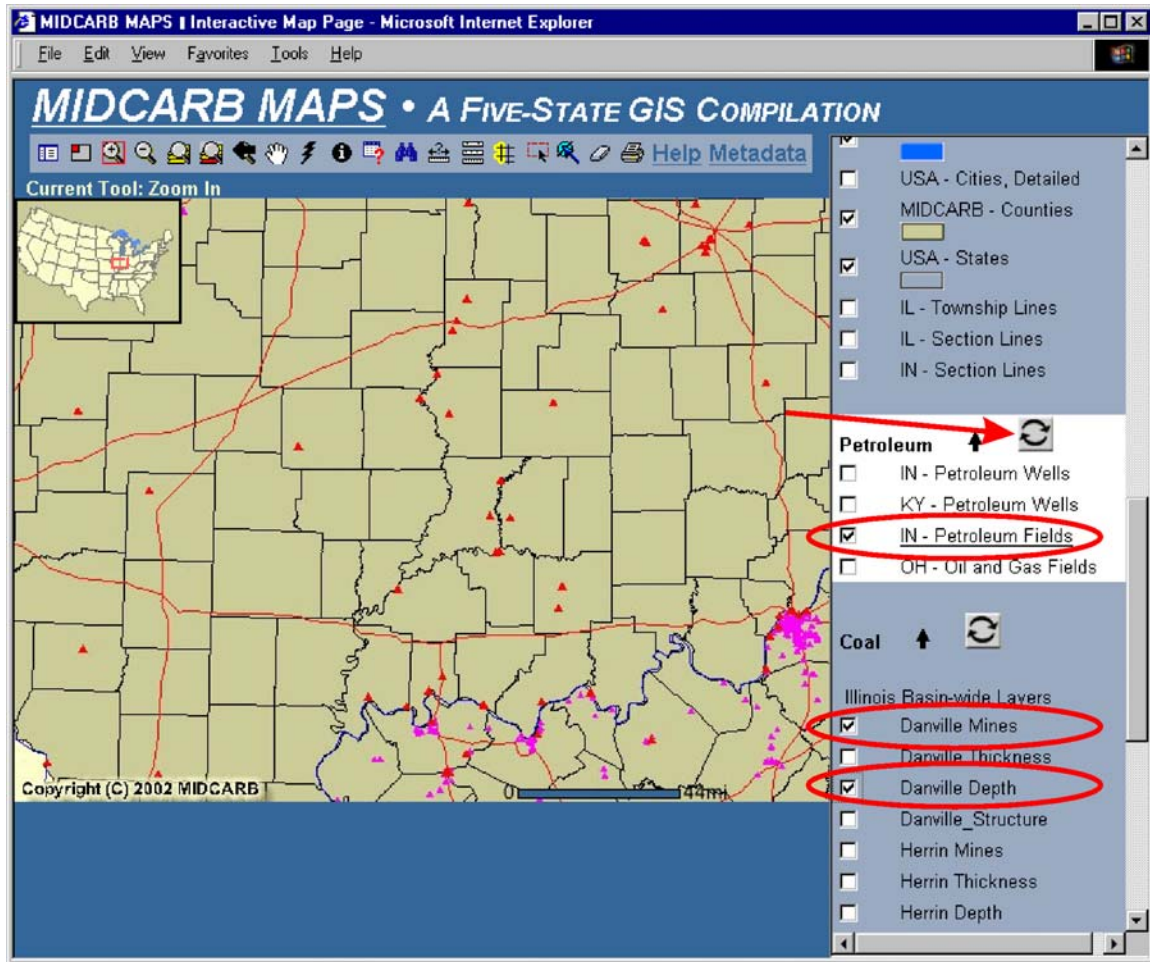 MIDCARB MAPS | Interactive Map Page - Microsoft Internet Explorer
File Edit View Favorites Tools Help
MIDCARB MAPS • A FIVE-STATE GIS COMPILATION
Help Metadata
Current Tool: Zoom In
Copyright (C) 2002 MIDCARB
0 44mi
USA - Cities, Detailed
MIDCARB - Counties
USA - States
IL - Township Lines
IL - Section Lines
IN - Section Lines
Petroleum
IN - Petroleum Wells
KY - Petroleum Wells
IN - Petroleum Fields
OH - Oil and Gas Fields
Coal
Illinois Basin-wide Layers
Danville Mines
Danville Thickness
Danville Depth
Danville_Structure
Herrin Mines
Herrin Thickness
Herrin Depth